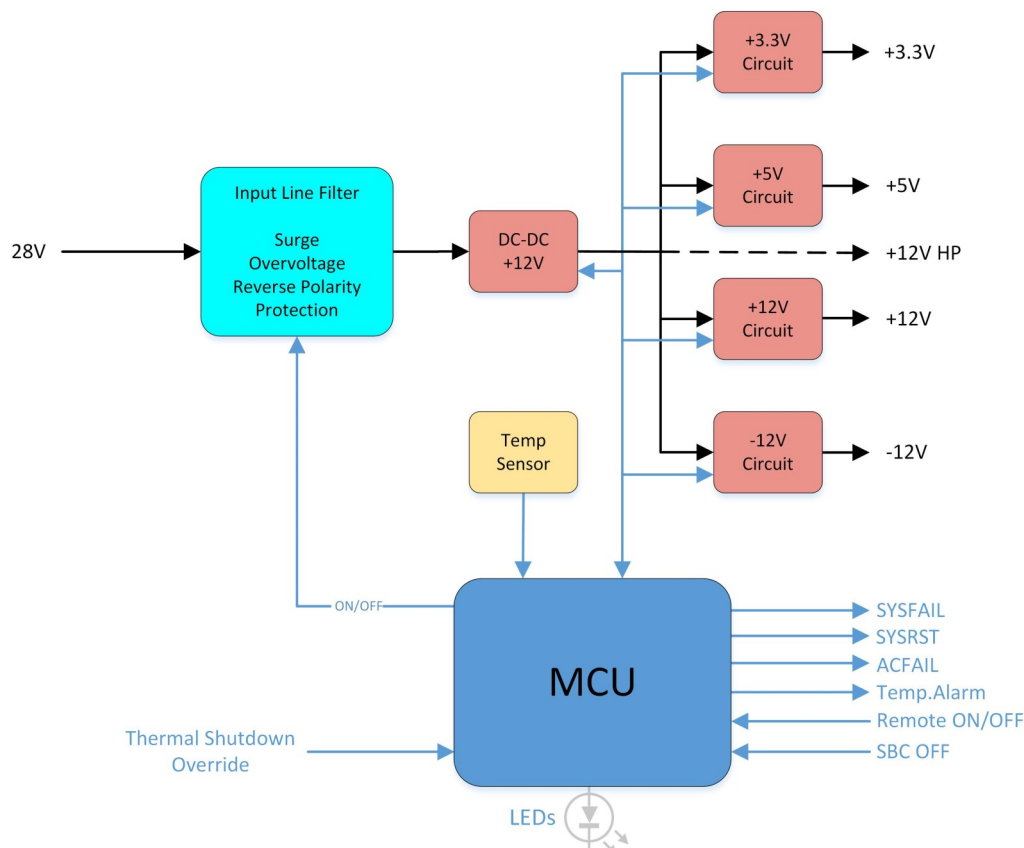 +3.3V
Circuit
+3.3V
Input Line Filter
Surge
Overvoltage
Reverse Polarity
Protection
+5V
Circuit
+5V
28V
DC-DC
+12V
+12V HP
+12V
Circuit
+12V
Temp
Sensor
-12V
Circuit
-12V
ON/OFF
MCU
SYSFAIL
SYSRST
ACFAIL
Temp.Alarm
Remote ON/OFF
SBC OFF
Thermal Shutdown
Override
LEDs